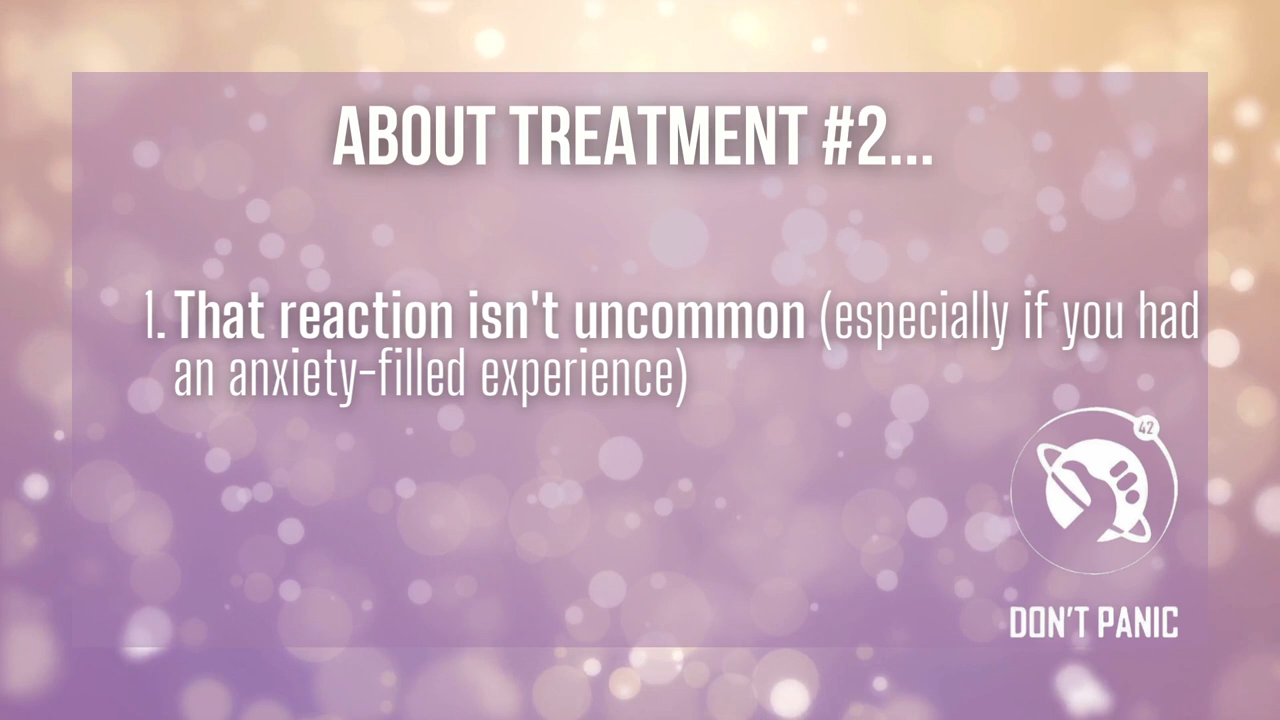 ABOUT TREATMENT #2...
1. That reaction isn't uncommon (especially if you had
an anxiety-filled experience)
42
DON'T PANIC